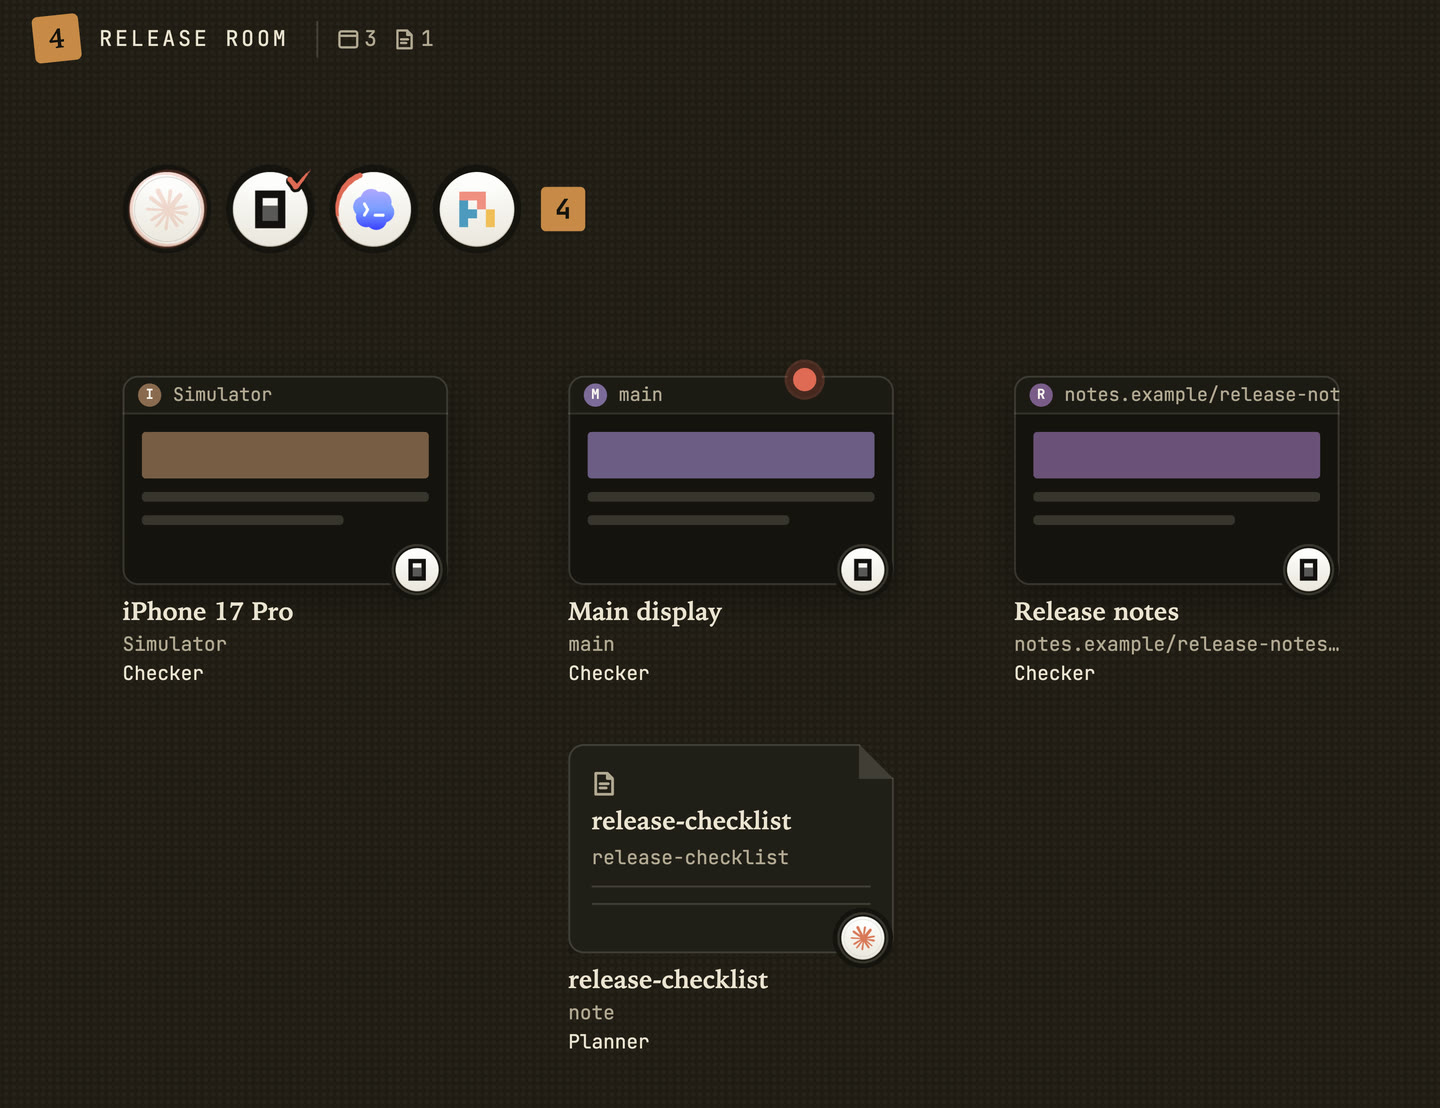 4 RELEASE ROOM 3 1
4
I Simulator
M main
R notes.example/release-not
iPhone 17 Pro
Simulator
Checker
Main display
main
Checker
Release notes
notes.example/release-notes…
Checker
release-checklist
release-checklist
release-checklist
note
Planner